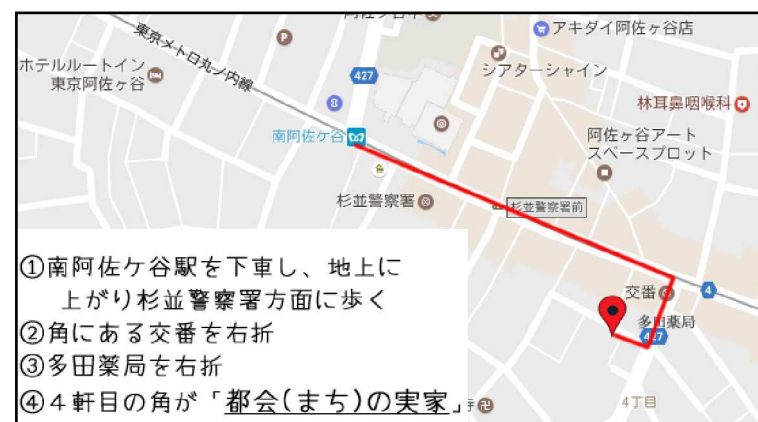 東京メトロ丸ノ内線
アキダイ阿佐ヶ谷店
ホテルルートイン
東京阿佐ヶ谷
427
シアターシャイン
林耳鼻咽喉科
南阿佐ケ谷
阿佐ヶ谷アート
スペースプロット
杉並警察署
杉並警察署前
交番
4
多田薬局
427
4丁目
①南阿佐ケ谷駅を下車し、地上に
上がり杉並警察署方面に歩く
②角にある交番を右折
③多田薬局を右折
④４軒目の角が「都会(まち)の実家」